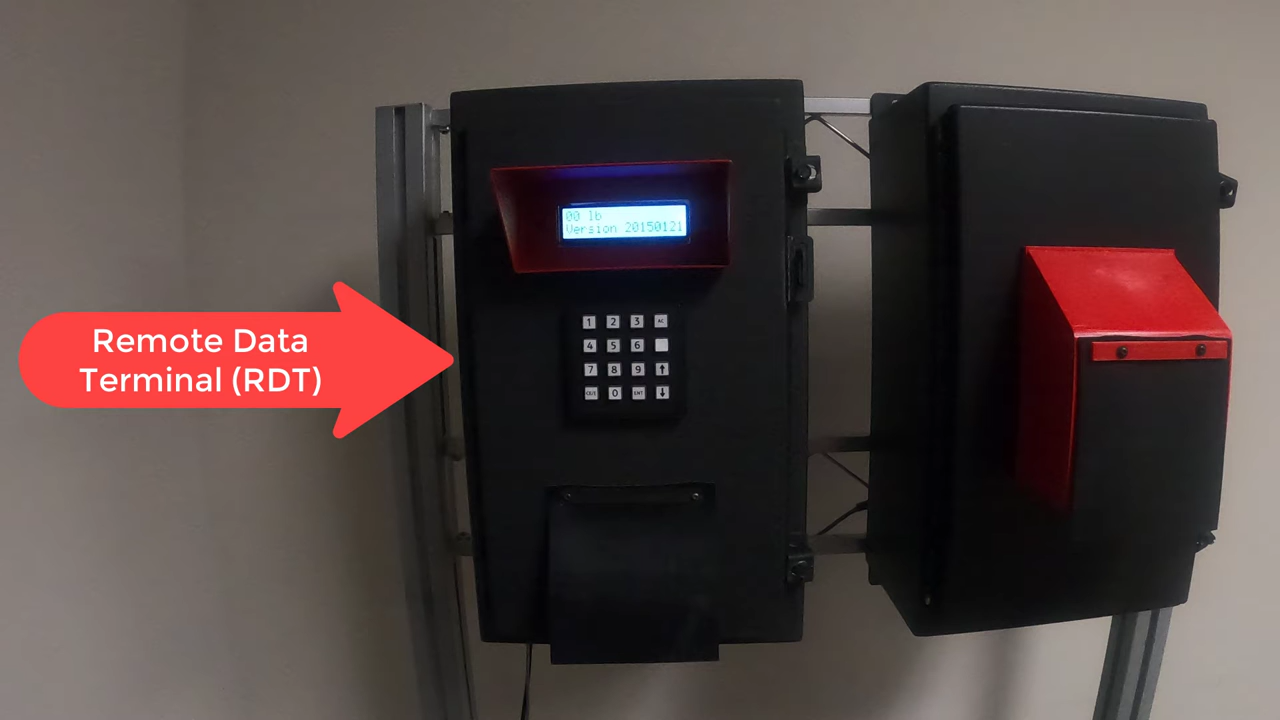 Remote Data
Terminal (RDT)
00 lb
Version 20150121
1 2 3 AC
4 5 6
7 8 9 ↑
0 ENT ↓